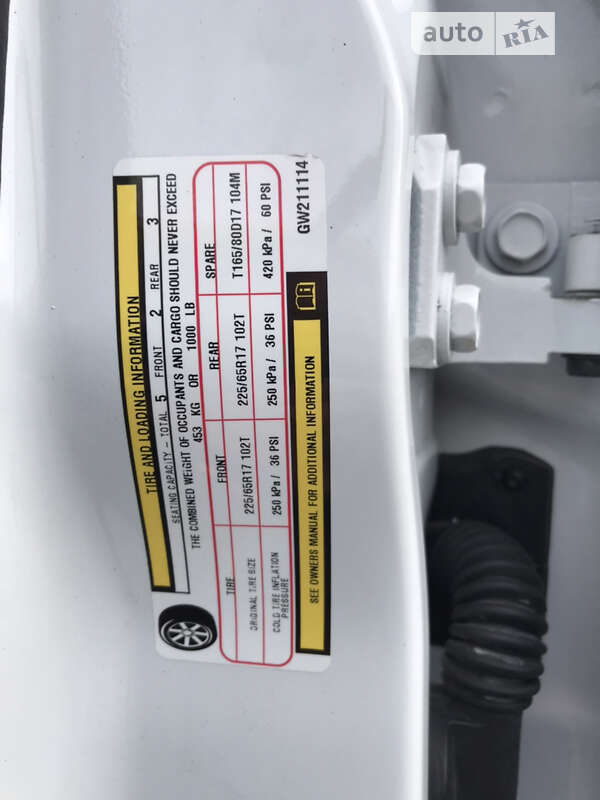 auto RIA
TIRE AND LOADING INFORMATION
SEATING CAPACITY - TOTAL 5 FRONT 2 REAR 3
THE COMBINED WEIGHT OF OCCUPANTS AND CARGO SHOULD NEVER EXCEED
453 KG OR 1000 LB
TIRE FRONT REAR SPARE
ORIGINAL TIRE SIZE 225/65R17 102T 225/65R17 102T T165/80D17 104M
COLD TIRE INFLATION
PRESSURE 250 kPa / 36 PSI 250 kPa / 36 PSI 420 kPa / 60 PSI
SEE OWNERS MANUAL FOR ADDITIONAL INFORMATION
GW211114